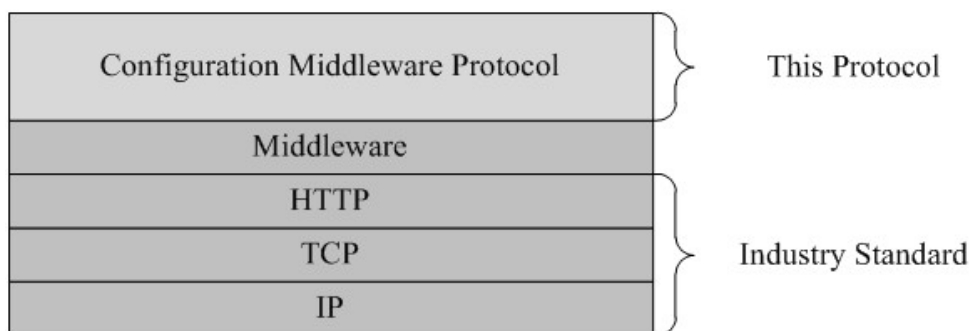 Configuration Middleware Protocol
This Protocol
Middleware
HTTP
TCP
Industry Standard
IP